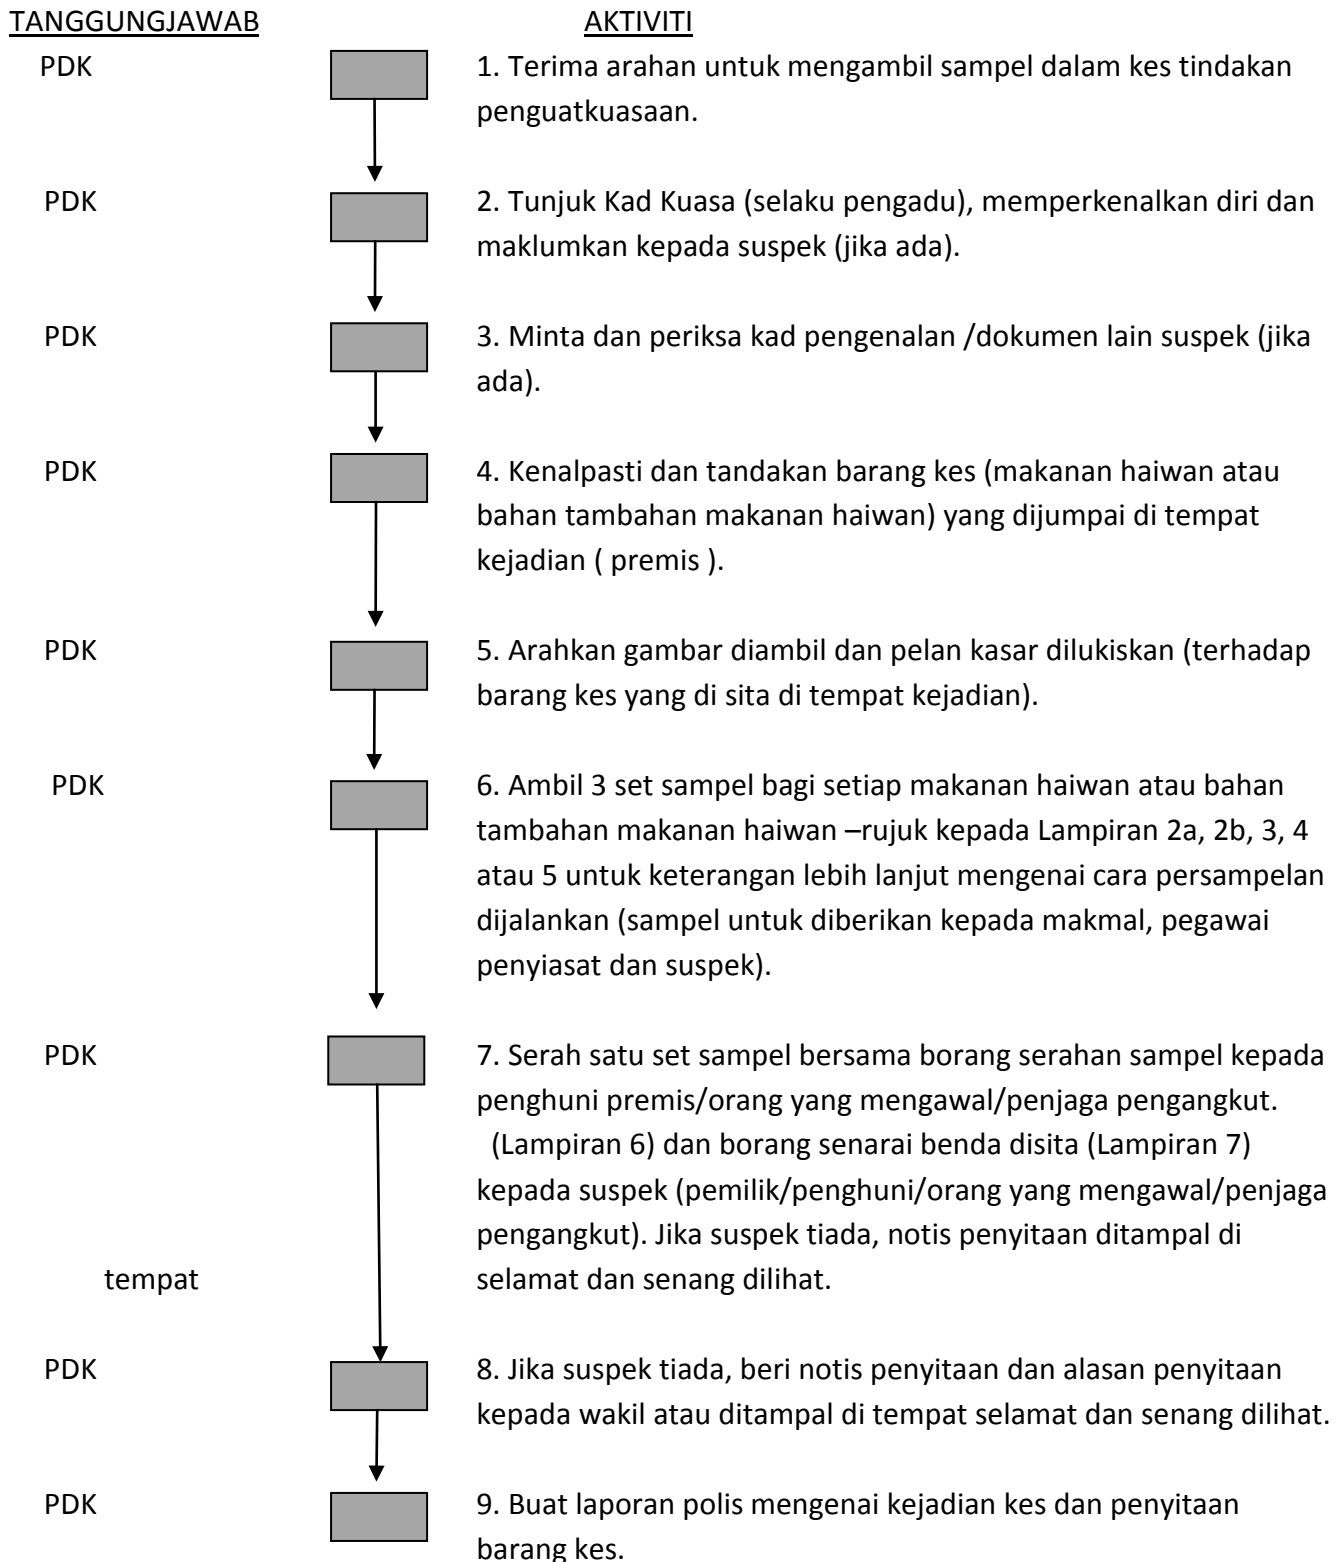 TANGGUNGJAWAB AKTIVITI
PDK 1. Terima arahan untuk mengambil sampel dalam kes tindakan
penguatkuasaan.
PDK 2. Tunjuk Kad Kuasa (selaku pengadu), memperkenalkan diri dan
maklumkan kepada suspek (jika ada).
PDK 3. Minta dan periksa kad pengenalan /dokumen lain suspek (jika
ada).
PDK 4. Kenalpasti dan tandakan barang kes (makanan haiwan atau
bahan tambahan makanan haiwan) yang dijumpai di tempat
kejadian ( premis ).
PDK 5. Arahkan gambar diambil dan pelan kasar dilukiskan (terhadap
barang kes yang di sita di tempat kejadian).
PDK 6. Ambil 3 set sampel bagi setiap makanan haiwan atau bahan
tambahan makanan haiwan –rujuk kepada Lampiran 2a, 2b, 3, 4
atau 5 untuk keterangan lebih lanjut mengenai cara persampelan
dijalankan (sampel untuk diberikan kepada makmal, pegawai
penyiasat dan suspek).
PDK 7. Serah satu set sampel bersama borang serahan sampel kepada
penghuni premis/orang yang mengawal/penjaga pengangkut.
(Lampiran 6) dan borang senarai benda disita (Lampiran 7)
kepada suspek (pemilik/penghuni/orang yang mengawal/penjaga
pengangkut). Jika suspek tiada, notis penyitaan ditampal di
tempat selamat dan senang dilihat.
PDK 8. Jika suspek tiada, beri notis penyitaan dan alasan penyitaan
kepada wakil atau ditampal di tempat selamat dan senang dilihat.
PDK 9. Buat laporan polis mengenai kejadian kes dan penyitaan
barang kes.